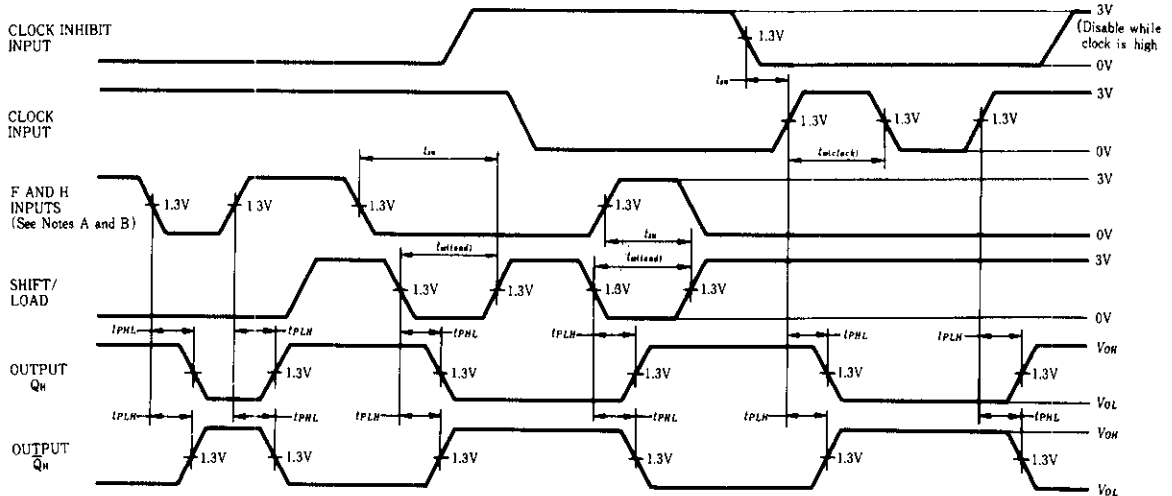 CLOCK INHIBIT
INPUT
1.3V
3V
(Disable while
clock is high
0V
tsu
CLOCK
INPUT
1.3V 1.3V 1.3V
3V
0V
tw(clock)
tsu
F AND H
INPUTS
(See Notes A and B)
1.3V 1.3V 1.3V 1.3V
3V
0V
tsu
tw(load) tw(load)
SHIFT/
LOAD
1.3V 1.3V 1.3V 1.3V
3V
0V
tPHL tPLH tPHL tPLH tPHL tPLH
OUTPUT
QH
1.3V 1.3V 1.3V 1.3V 1.3V 1.3V
VOH
VOL
tPLH tPHL tPLH tPHL tPLH tPHL
OUTPUT
Q̅H
1.3V 1.3V 1.3V 1.3V 1.3V 1.3V
VOH
VOL